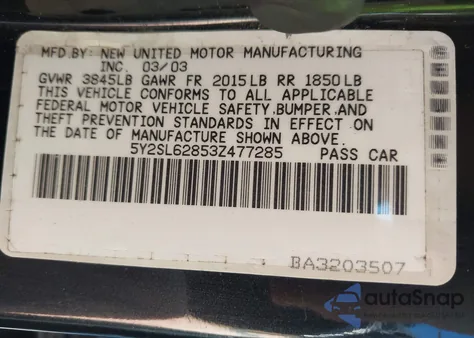 MFD BY: NEW UNITED MOTOR MANUFACTURING
INC. 03/03
GVWR 3845LB GAWR FR 2015LB RR 1850LB
THIS VEHICLE CONFORMS TO ALL APPLICABLE
FEDERAL MOTOR VEHICLE SAFETY,BUMPER,AND
THEFT PREVENTION STANDARDS IN EFFECT ON
THE DATE OF MANUFACTURE SHOWN ABOVE.
5Y2SL62853Z477285 PASS CAR
BA3203507
autoSnap